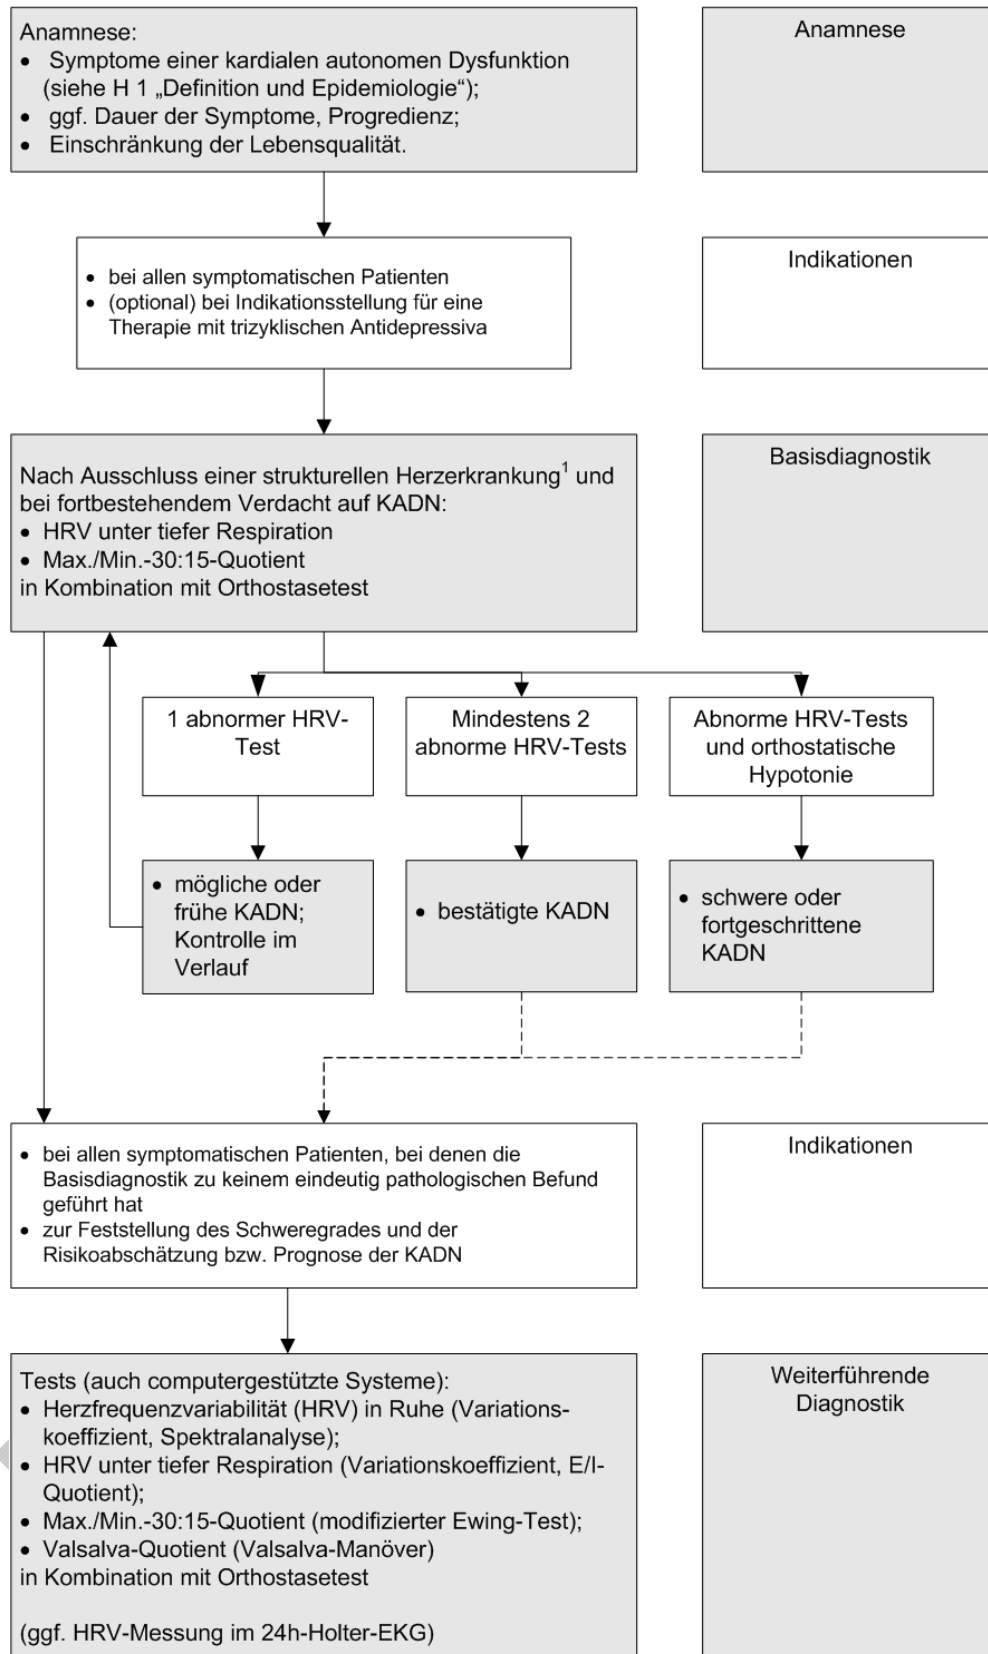 Anamnese:
• Symptome einer kardialen autonomen Dysfunktion
(siehe H 1 „Definition und Epidemiologie“);
• ggf. Dauer der Symptome, Progredienz;
• Einschränkung der Lebensqualität.
Anamnese
• bei allen symptomatischen Patienten
• (optional) bei Indikationsstellung für eine
Therapie mit trizyklischen Antidepressiva
Indikationen
Nach Ausschluss einer strukturellen Herzerkrankung¹ und
bei fortbestehendem Verdacht auf KADN:
• HRV unter tiefer Respiration
• Max./Min.-30:15-Quotient
in Kombination mit Orthostasetest
Basisdiagnostik
1 abnormer HRV-
Test
Mindestens 2
abnorme HRV-Tests
Abnorme HRV-Tests
und orthostatische
Hypotonie
• mögliche oder
frühe KADN;
Kontrolle im
Verlauf
• bestätigte KADN
• schwere oder
fortgeschrittene
KADN
• bei allen symptomatischen Patienten, bei denen die
Basisdiagnostik zu keinem eindeutig pathologischen Befund
geführt hat
• zur Feststellung des Schweregrades und der
Risikoabschätzung bzw. Prognose der KADN
Indikationen
Tests (auch computergestützte Systeme):
• Herzfrequenzvariabilität (HRV) in Ruhe (Variations-
koeffizient, Spektralanalyse);
• HRV unter tiefer Respiration (Variationskoeffizient, E/I-
Quotient);
• Max./Min.-30:15-Quotient (modifizierter Ewing-Test);
• Valsalva-Quotient (Valsalva-Manöver)
in Kombination mit Orthostasetest
(ggf. HRV-Messung im 24h-Holter-EKG)
Weiterführende
Diagnostik